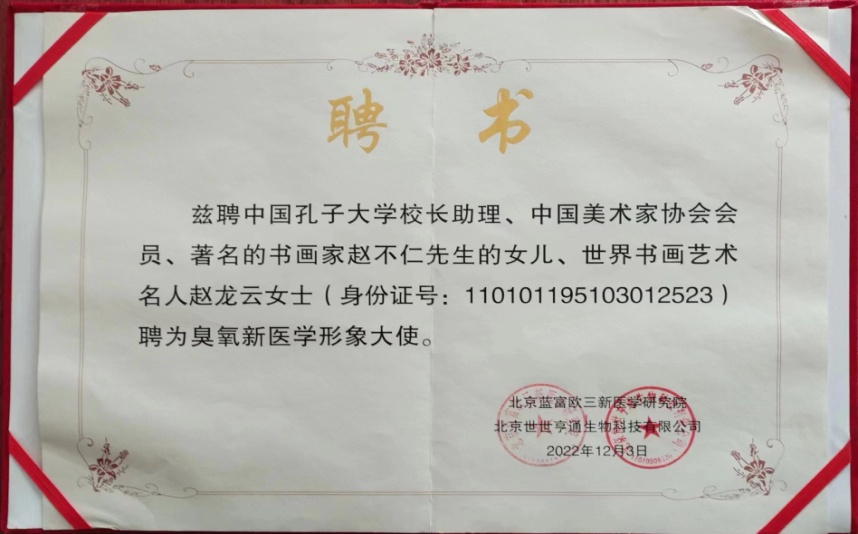 聘书
兹聘中国孔子大学校长助理、中国美术家协会会
员、著名的书画家赵不仁先生的女儿、世界书画艺术
名人赵龙云女士（身份证号：110101195103012523）
聘为臭氧新医学形象大使。
北京蓝富欧三新医学研究院
北京世世亨通生物科技有限公司
2022年12月3日